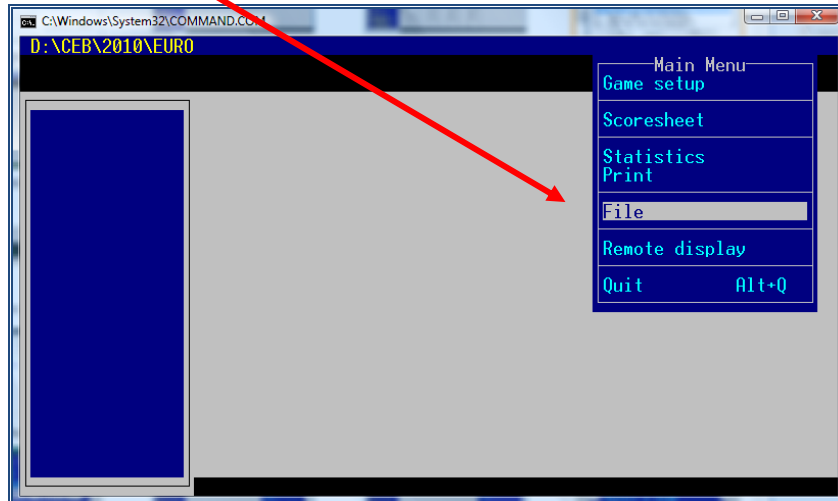 C:\Windows\System32\COMMAND.COM
D:\CEB\2010\EURO
Main Menu
Game setup
Scoresheet
Statistics
Print
File
Remote display
Quit Alt+Q